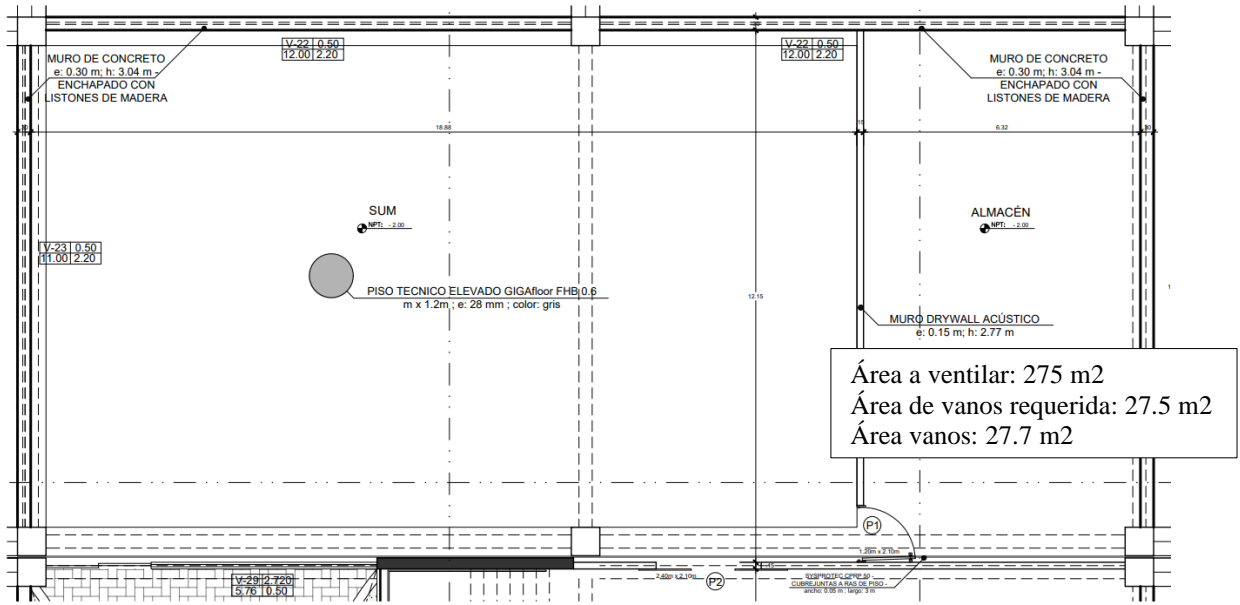 V-22 0.50
12.00 2.20
V-22 0.50
12.00 2.20
MURO DE CONCRETO
e: 0.30 m; h: 3.04 m -
ENCHAPADO CON
LISTONES DE MADERA
MURO DE CONCRETO
e: 0.30 m; h: 3.04 m -
ENCHAPADO CON
LISTONES DE MADERA
18.88
15
6.32
SUM
NPT: - 2.00
ALMACÉN
NPT: - 2.00
V-23 0.50
11.00 2.20
PISO TECNICO ELEVADO GIGAfloor FHB 0.6
m x 1.2m ; e: 28 mm ; color: gris
12.15
MURO DRYWALL ACÚSTICO
e: 0.15 m; h: 2.77 m
Área a ventilar: 275 m2
Área de vanos requerida: 27.5 m2
Área vanos: 27.7 m2
P1
1.20m x 2.10m
V-29 2.720
5.76 0.50
2.40m x 2.10m
P2
SYSPROTEC CPRP 50 -
CUBREJUNTAS A RAS DE PISO -
ancho: 0.05 m ; largo: 3 m